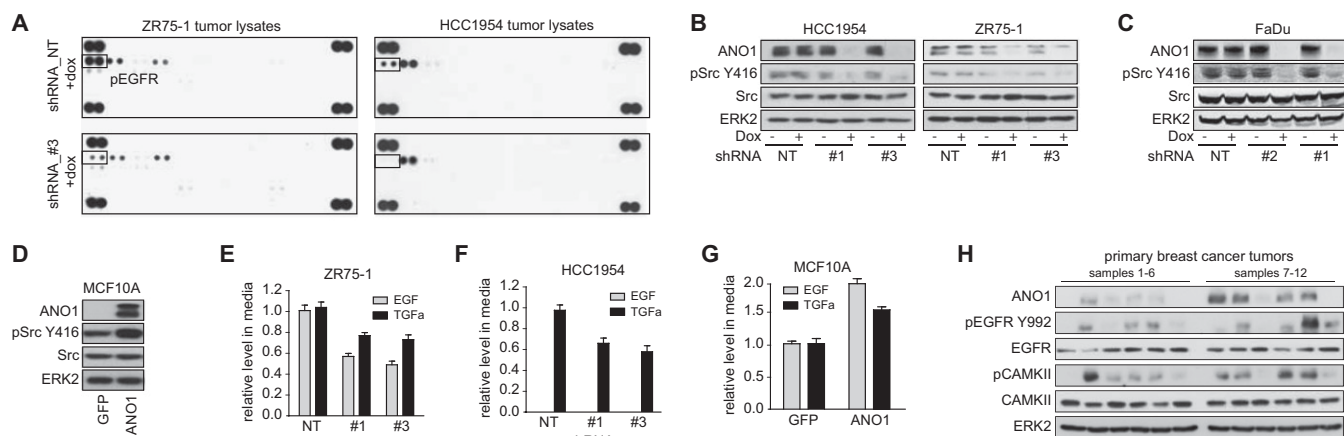 A
ZR75-1 tumor lysates
HCC1954 tumor lysates
shRNA_NT
+dox
pEGFR
shRNA_#3
+dox
B
HCC1954
ZR75-1
ANO1
pSrc Y416
Src
ERK2
Dox - + - + - + - + - + - +
shRNA NT #1 #3 NT #1 #3
C
FaDu
ANO1
pSrc Y416
Src
ERK2
Dox - + - + - +
shRNA NT #2 #1
D
MCF10A
ANO1
pSrc Y416
Src
ERK2
GFP
ANO1
E
ZR75-1
relative level in media
1.2
1.0
0.8
0.6
0.4
0.2
0
EGF
TGFa
NT #1 #3
F
HCC1954
relative level in media
1.2
1.0
0.8
0.6
0.4
0.2
0
EGF
TGFa
NT #1 #3
G
MCF10A
relative level in media
2.0
1.5
1.0
0.5
0
EGF
TGFa
GFP ANO1
H
primary breast cancer tumors
samples 1-6
samples 7-12
ANO1
pEGFR Y992
EGFR
pCAMKII
CAMKII
ERK2